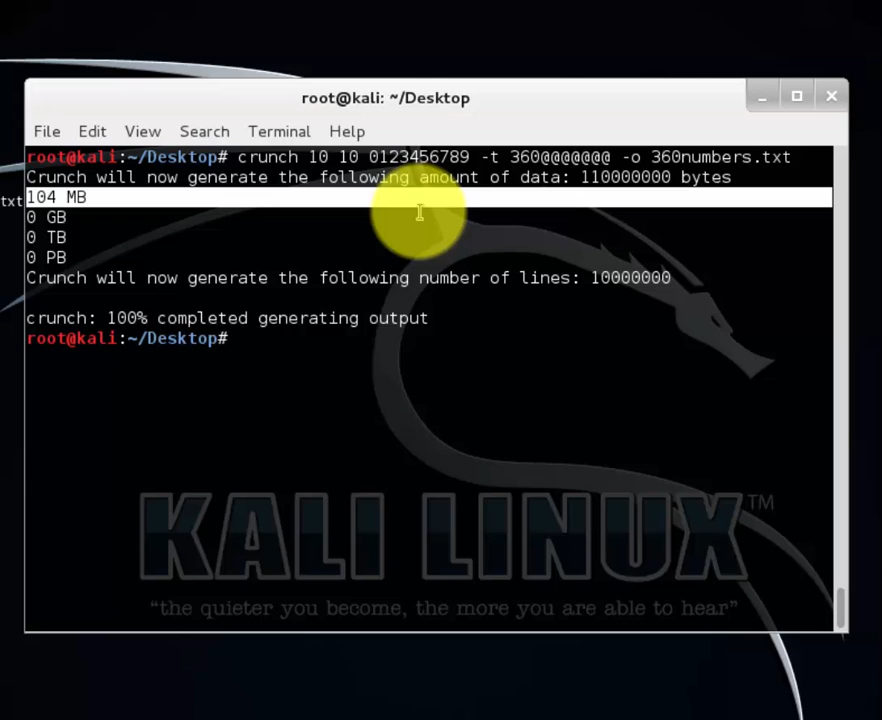 root@kali: ~/Desktop
File Edit View Search Terminal Help
root@kali:~/Desktop# crunch 10 10 0123456789 -t 360@@@@@@@ -o 360numbers.txt
Crunch will now generate the following amount of data: 110000000 bytes
txt
104 MB
0 GB
0 TB
0 PB
Crunch will now generate the following number of lines: 10000000
crunch: 100% completed generating output
root@kali:~/Desktop#
KALI LINUX™
“the quieter you become, the more you are able to hear”